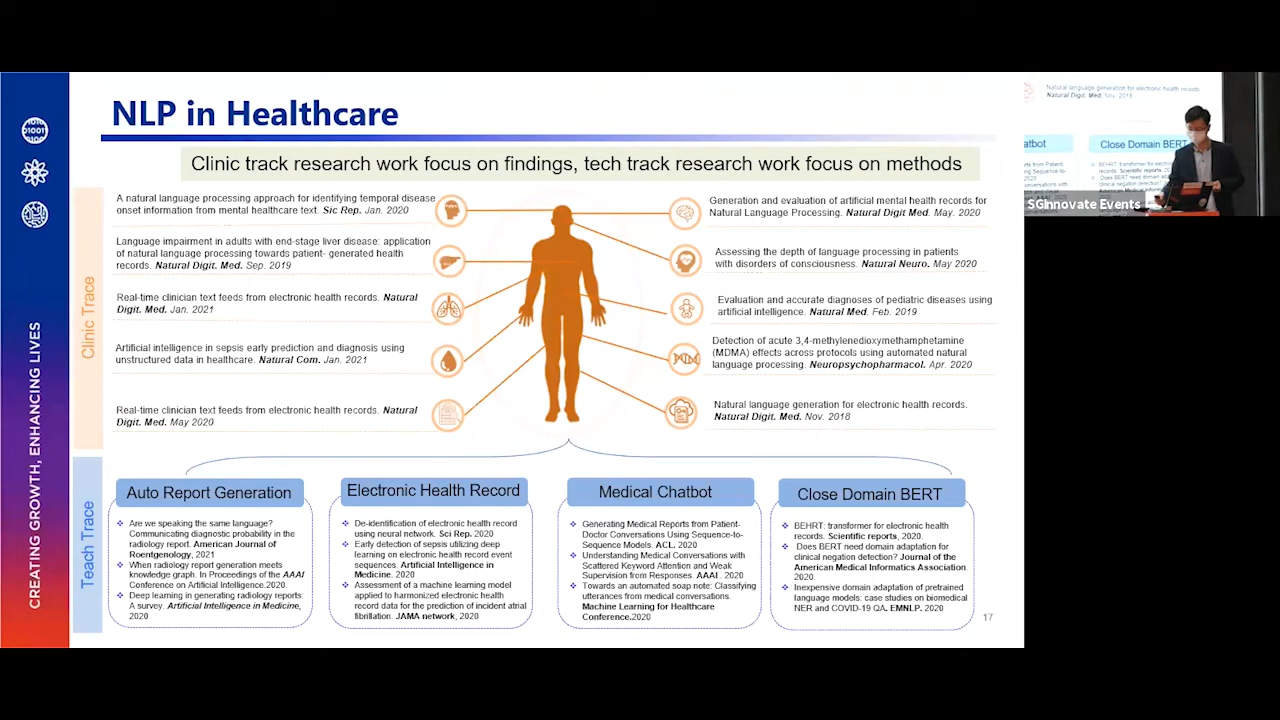 NLP in Healthcare
Clinic track research work focus on findings, tech track research work focus on methods
CREATING GROWTH, ENHANCING LIVES
01001
Clinic Trace
A natural language processing approach for identifying temporal disease
onset information from mental healthcare text. Sic Rep. Jan. 2020
Language impairment in adults with end-stage liver disease: application
of natural language processing towards patient- generated health
records. Natural Digit. Med. Sep. 2019
Real-time clinician text feeds from electronic health records. Natural
Digit. Med. Jan. 2021
Artificial intelligence in sepsis early prediction and diagnosis using
unstructured data in healthcare. Natural Com. Jan. 2021
Real-time clinician text feeds from electronic health records. Natural
Digit. Med. May 2020
Generation and evaluation of artificial mental health records for
Natural Language Processing. Natural Digit Med. May. 2020
Assessing the depth of language processing in patients
with disorders of consciousness. Natural Neuro. May 2020
Evaluation and accurate diagnoses of pediatric diseases using
artificial intelligence. Natural Med. Feb. 2019
Detection of acute 3,4-methylenedioxymethamphetamine
(MDMA) effects across protocols using automated natural
language processing. Neuropsychopharmacol. Apr. 2020
Natural language generation for electronic health records.
Natural Digit. Med. Nov. 2018
Teach Trace
Auto Report Generation
Are we speaking the same language?
Communicating diagnostic probability in the
radiology report. American Journal of
Roentgenology, 2021
When radiology report generation meets
knowledge graph. In Proceedings of the AAAI
Conference on Artificial Intelligence.2020.
Deep learning in generating radiology reports:
A survey. Artificial Intelligence in Medicine,
2020
Electronic Health Record
De-identification of electronic health record
using neural network. Sci Rep. 2020
Early detection of sepsis utilizing deep
learning on electronic health record event
sequences. Artificial Intelligence in
Medicine. 2020
Assessment of a machine learning model
applied to harmonized electronic health
record data for the prediction of incident atrial
fibrillation. JAMA network, 2020
Medical Chatbot
Generating Medical Reports from Patient-
Doctor Conversations Using Sequence-to-
Sequence Models. ACL. 2020
Understanding Medical Conversations with
Scattered Keyword Attention and Weak
Supervision from Responses. AAAI . 2020
Towards an automated soap note: Classifying
utterances from medical conversations.
Machine Learning for Healthcare
Conference.2020
Close Domain BERT
BEHRT: transformer for electronic health
records. Scientific reports, 2020.
Does BERT need domain adaptation for
clinical negation detection? Journal of the
American Medical Informatics Association.
2020.
Inexpensive domain adaptation of pretrained
language models: case studies on biomedical
NER and COVID-19 QA. EMNLP. 2020
17
Natural language generation for electronic health records
Natural Digit. Med. Nov. 2018
atbot
Close Domain BERT
SGInnovate Events